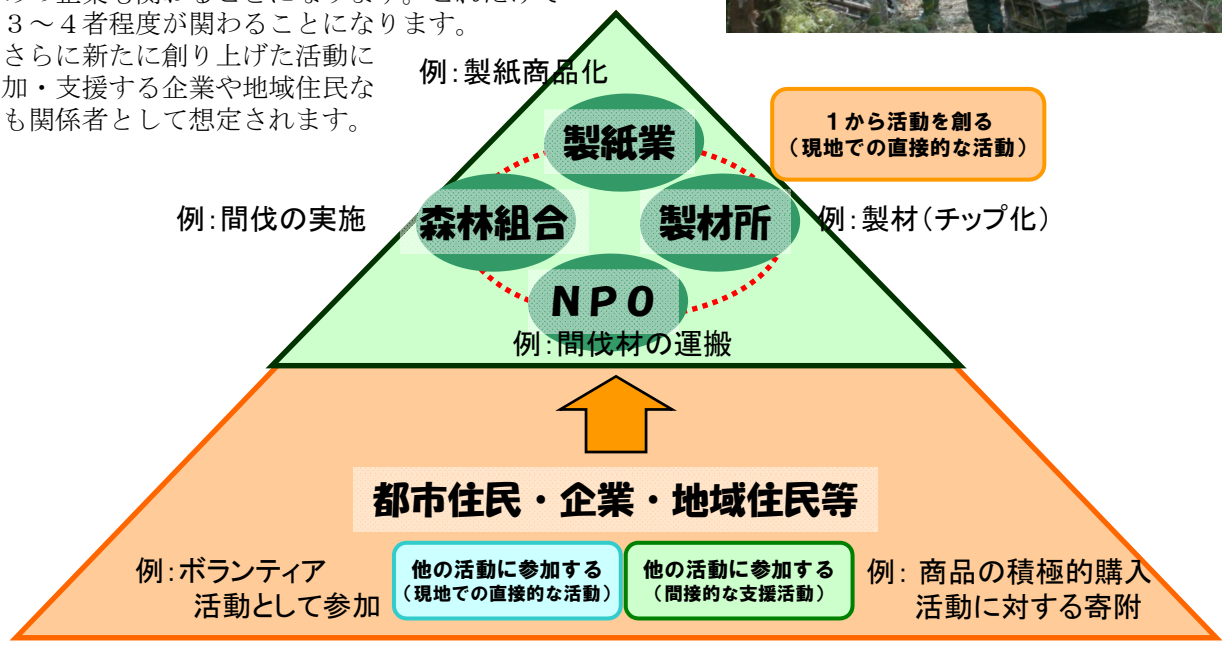 ３～４者程度が関わることになります。
さらに新たに創り上げた活動に
加・支援する企業や地域住民な
も関係者として想定されます。
例：製紙商品化
製紙業
１から活動を創る
（現地での直接的な活動）
例：間伐の実施
森林組合
製材所
例：製材（チップ化）
ＮＰＯ
例：間伐材の運搬
都市住民・企業・地域住民等
例：ボランティア
活動として参加
他の活動に参加する
（現地での直接的な活動）
他の活動に参加する
（間接的な支援活動）
例： 商品の積極的購入
活動に対する寄附